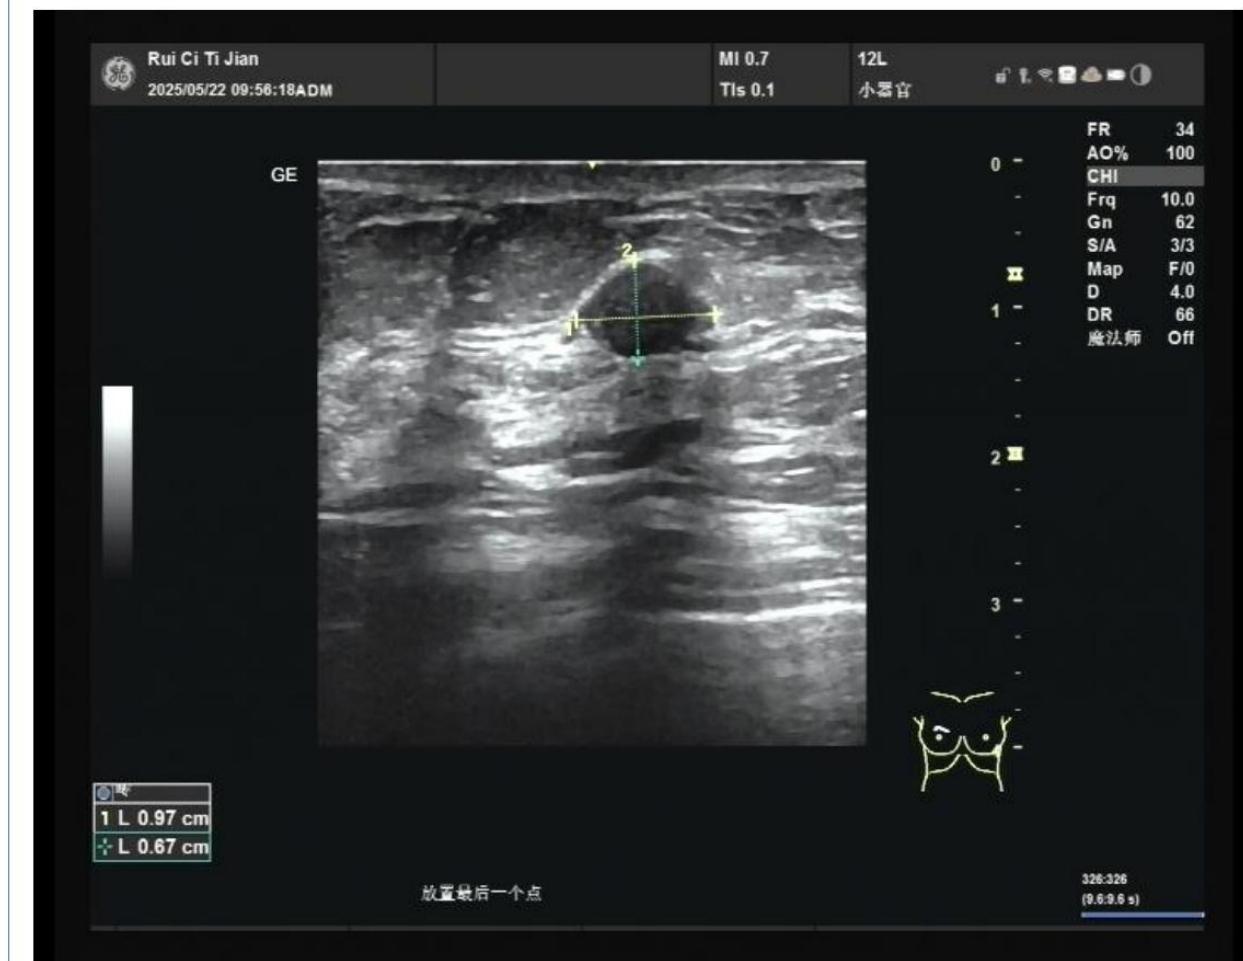 Rui Ci Ti Jian
2025/05/22 09:56:18ADM
MI 0.7
TIs 0.1
12L
小器官
GE
FR 34
AO% 100
CHI
Frq 10.0
Gn 62
S/A 3/3
Map F/0
D 4.0
DR 66
魔法师 Off
0
1
2
3
2
1
1 L 0.97 cm
L 0.67 cm
放置最后一个点
326:326
(9.6:9.6 s)